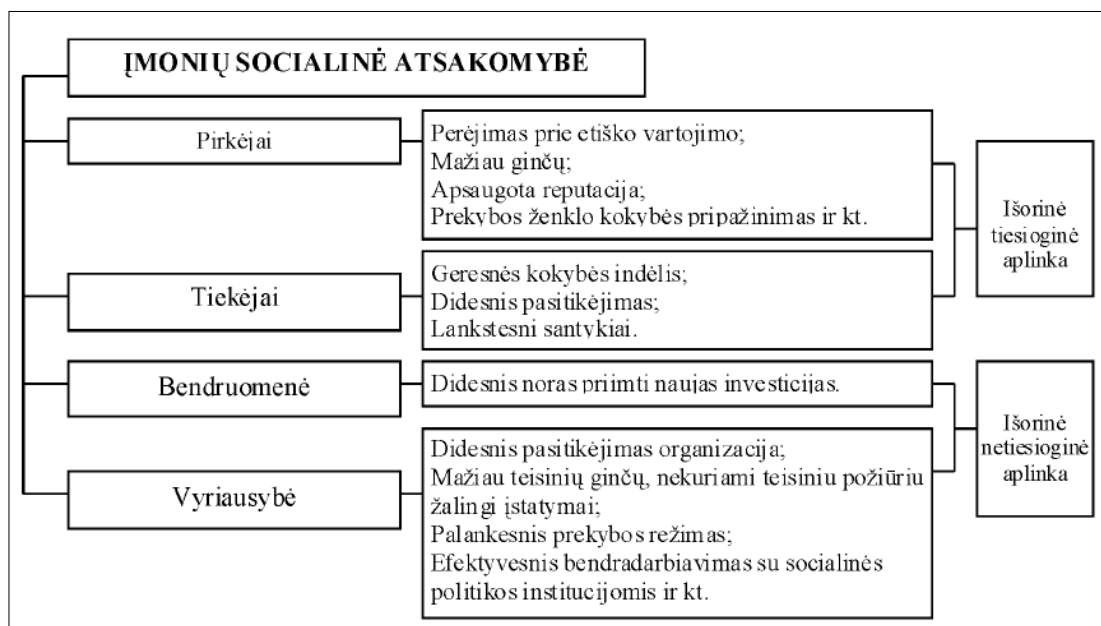 ĮMONIŲ SOCIALINĖ ATSAKOMYBĖ
Pirkėjai
Perėjimas prie etiško vartojimo;
Mažiau ginčų;
Apsaugota reputacija;
Prekybos ženklo kokybės pripažinimas ir kt.
Išorinė
tiesioginė
aplinka
Tiekėjai
Geresnės kokybės indėlis;
Didesnis pasitikėjimas;
Lankstesni santykiai.
Bendruomenė
Didesnis noras priimti naujas investicijas.
Išorinė
netiesioginė
aplinka
Vyriausybė
Didesnis pasitikėjimas organizacija;
Mažiau teisinių ginčų, nekuriami teisiniu požiūriu
žalingi įstatymai;
Palankesnis prekybos režimas;
Efektyvesnis bendradarbiavimas su socialinės
politikos institucijomis ir kt.